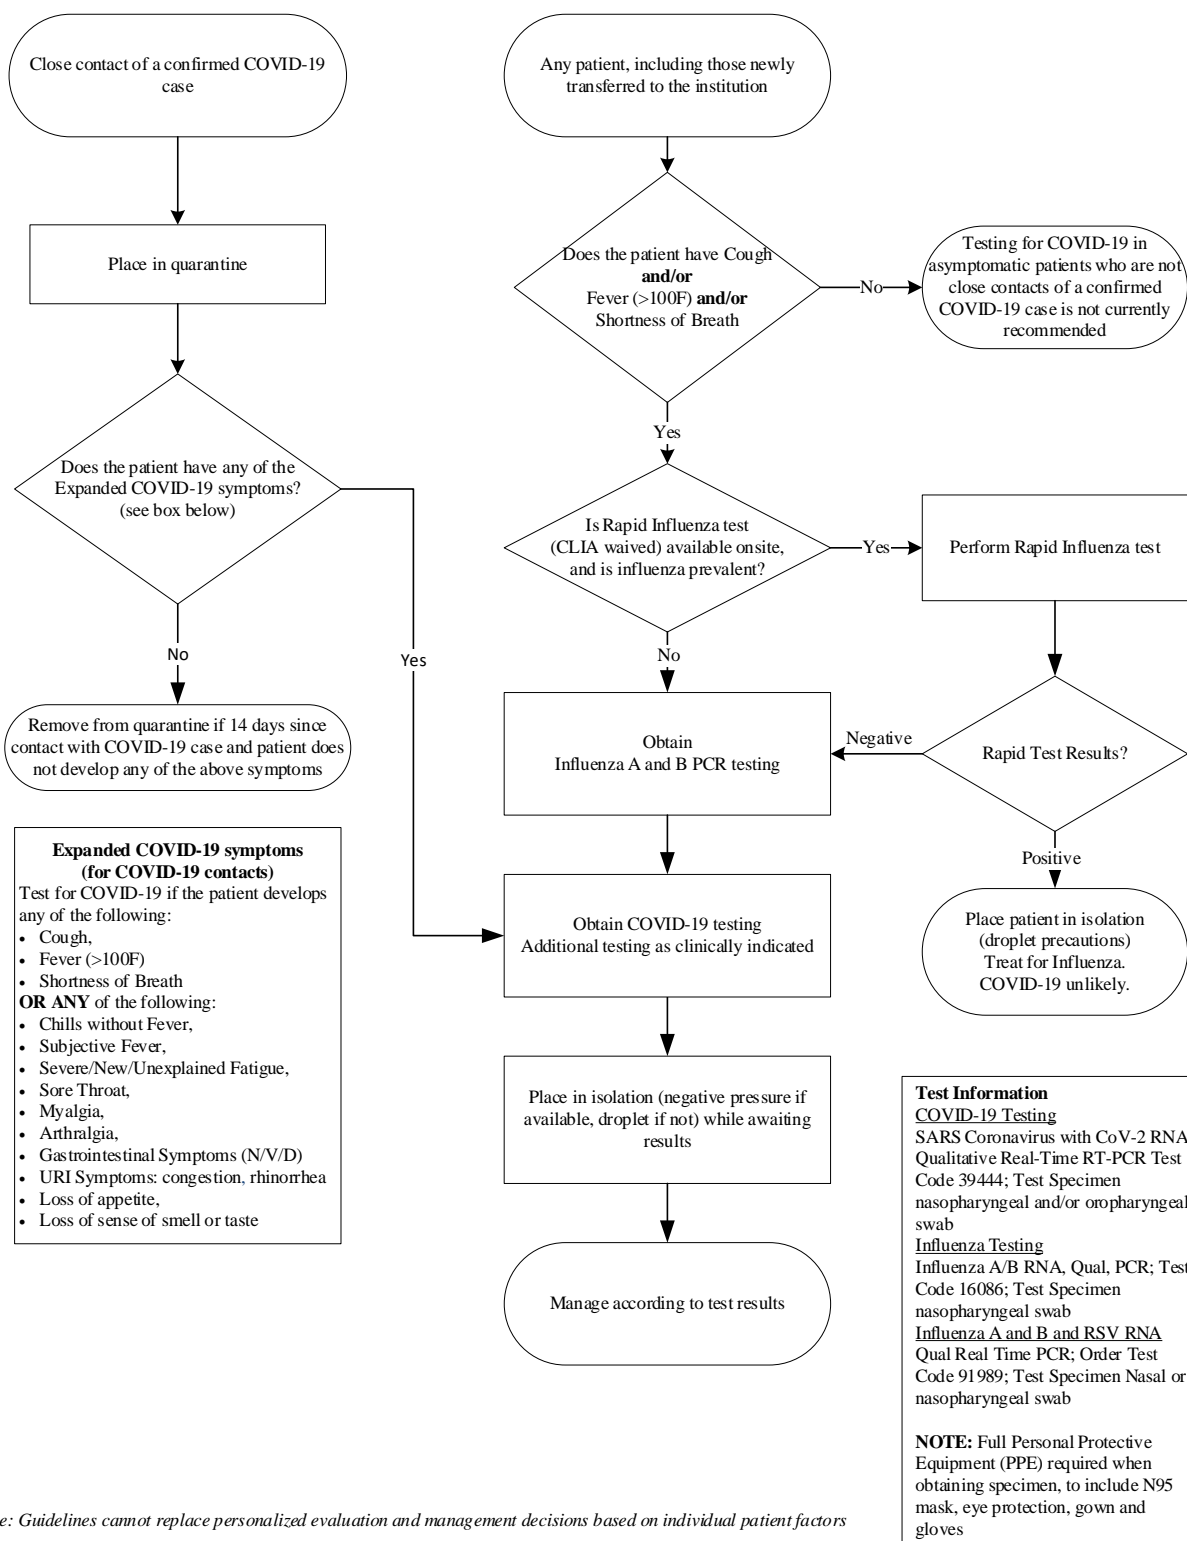 Close contact of a confirmed COVID-19
case
Place in quarantine
Does the patient have any of the
Expanded COVID-19 symptoms?
(see box below)
No
Yes
Remove from quarantine if 14 days since
contact with COVID-19 case and patient does
not develop any of the above symptoms
Expanded COVID-19 symptoms
(for COVID-19 contacts)
Test for COVID-19 if the patient develops
any of the following:
• Cough,
• Fever (>100F)
• Shortness of Breath
OR ANY of the following:
• Chills without Fever,
• Subjective Fever,
• Severe/New/Unexplained Fatigue,
• Sore Throat,
• Myalgia,
• Arthralgia,
• Gastrointestinal Symptoms (N/V/D)
• URI Symptoms: congestion, rhinorrhea
• Loss of appetite,
• Loss of sense of smell or taste
Any patient, including those newly
transferred to the institution
Does the patient have Cough
and/or
Fever (>100F) and/or
Shortness of Breath
No
Testing for COVID-19 in
asymptomatic patients who are not
close contacts of a confirmed
COVID-19 case is not currently
recommended
Yes
Is Rapid Influenza test
(CLIA waived) available onsite,
and is influenza prevalent?
Yes
Perform Rapid Influenza test
No
Rapid Test Results?
Negative
Obtain
Influenza A and B PCR testing
Positive
Place patient in isolation
(droplet precautions)
Treat for Influenza.
COVID-19 unlikely.
Obtain COVID-19 testing
Additional testing as clinically indicated
Place in isolation (negative pressure if
available, droplet if not) while awaiting
results
Manage according to test results
Test Information
COVID-19 Testing
SARS Coronavirus with CoV-2 RNA
Qualitative Real-Time RT-PCR Test
Code 39444; Test Specimen
nasopharyngeal and/or oropharyngeal
swab
Influenza Testing
Influenza A/B RNA, Qual, PCR; Test
Code 16086; Test Specimen
nasopharyngeal swab
Influenza A and B and RSV RNA
Qual Real Time PCR; Order Test
Code 91989; Test Specimen Nasal or
nasopharyngeal swab
NOTE: Full Personal Protective
Equipment (PPE) required when
obtaining specimen, to include N95
mask, eye protection, gown and
gloves
e: Guidelines cannot replace personalized evaluation and management decisions based on individual patient factors